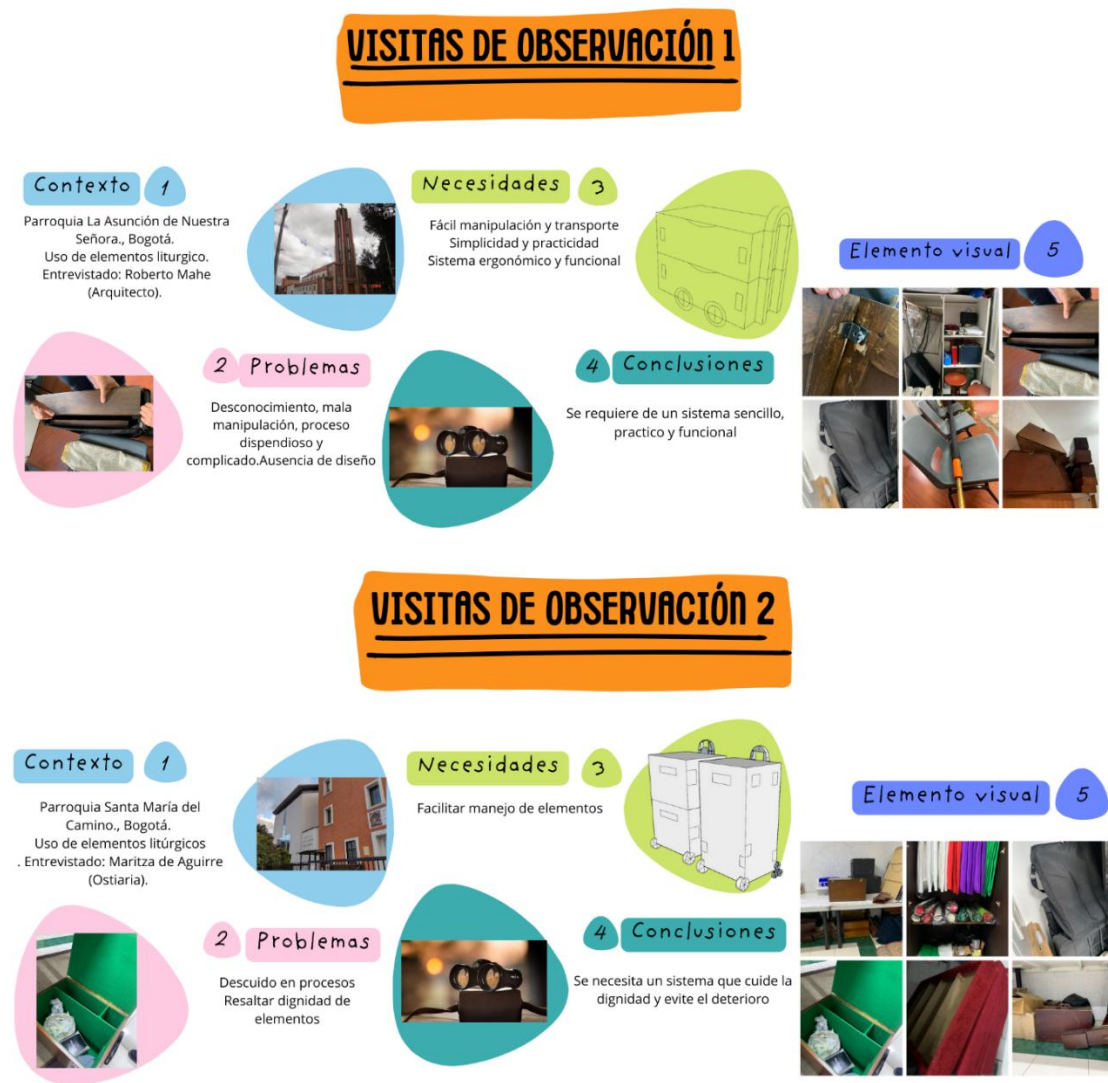 VISITAS DE OBSERVACIÓN 1
Contexto 1
Parroquia La Asunción de Nuestra
Señora., Bogotá.
Uso de elementos liturgico.
Entrevistado: Roberto Mahe
(Arquitecto).
2 Problemas
Desconocimiento, mala
manipulación, proceso
dispendioso y
complicado.Ausencia de diseño
Necesidades 3
Fácil manipulación y transporte
Simplicidad y practicidad
Sistema ergonómico y funcional
4 Conclusiones
Se requiere de un sistema sencillo,
practico y funcional
Elemento visual 5
VISITAS DE OBSERVACIÓN 2
Contexto 1
Parroquia Santa María del
Camino., Bogotá.
Uso de elementos litúrgicos
. Entrevistado: Maritza de Aguirre
(Ostiaria).
2 Problemas
Descuido en procesos
Resaltar dignidad de
elementos
Necesidades 3
Facilitar manejo de elementos
4 Conclusiones
Se necesita un sistema que cuide la
dignidad y evite el deterioro
Elemento visual 5